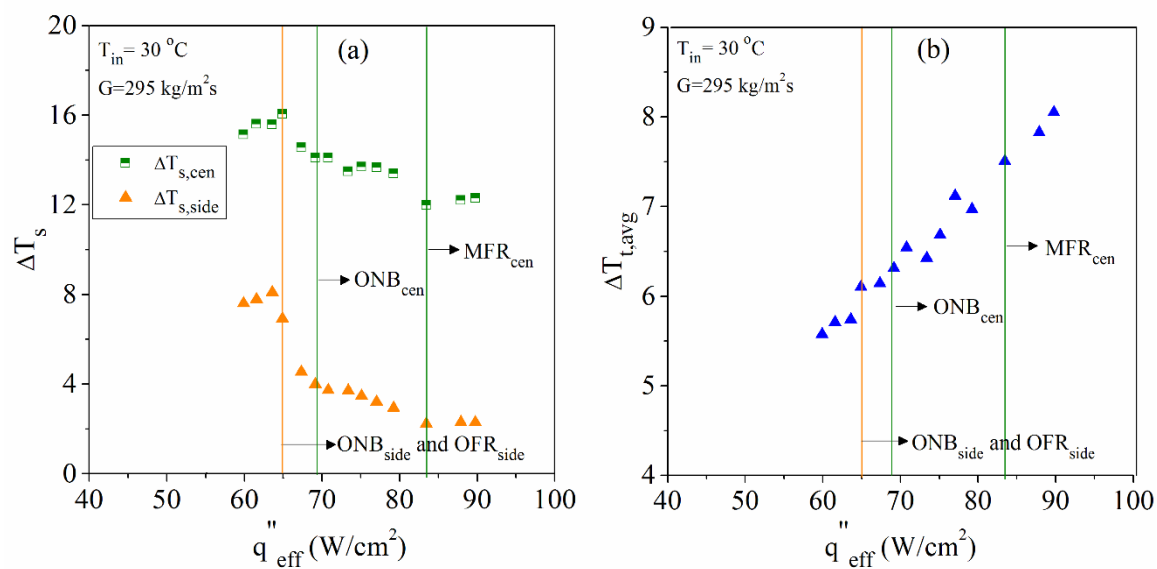 (a)
T_in= 30 °C
G=295 kg/m²s
ΔT_s,cen
ΔT_s,side
MFR_cen
ONB_cen
ONB_side and OFR_side
ΔT_s
20
16
12
8
4
0
40 50 60 70 80 90 100
q"_eff (W/cm²)
(b)
T_in= 30 °C
G=295 kg/m²s
MFR_cen
ONB_cen
ONB_side and OFR_side
ΔT_t,avg
9
8
7
6
5
4
40 50 60 70 80 90 100
q"_eff (W/cm²)